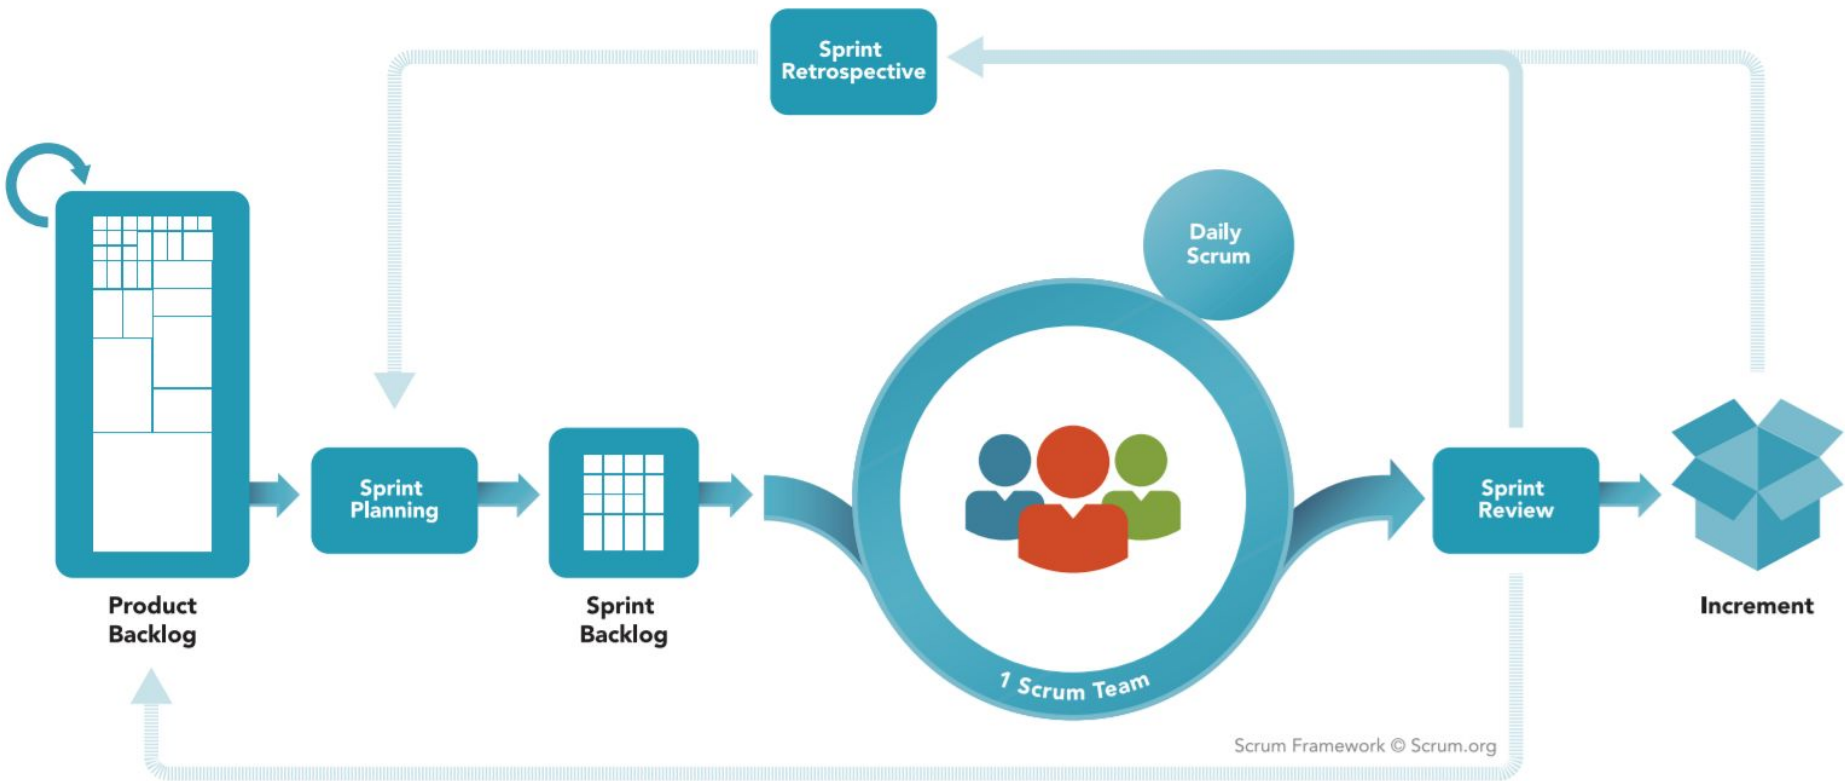 Sprint
Retrospective
Daily
Scrum
Sprint
Planning
Sprint
Review
Product
Backlog
Sprint
Backlog
Increment
1 Scrum Team
Scrum Framework © Scrum.org